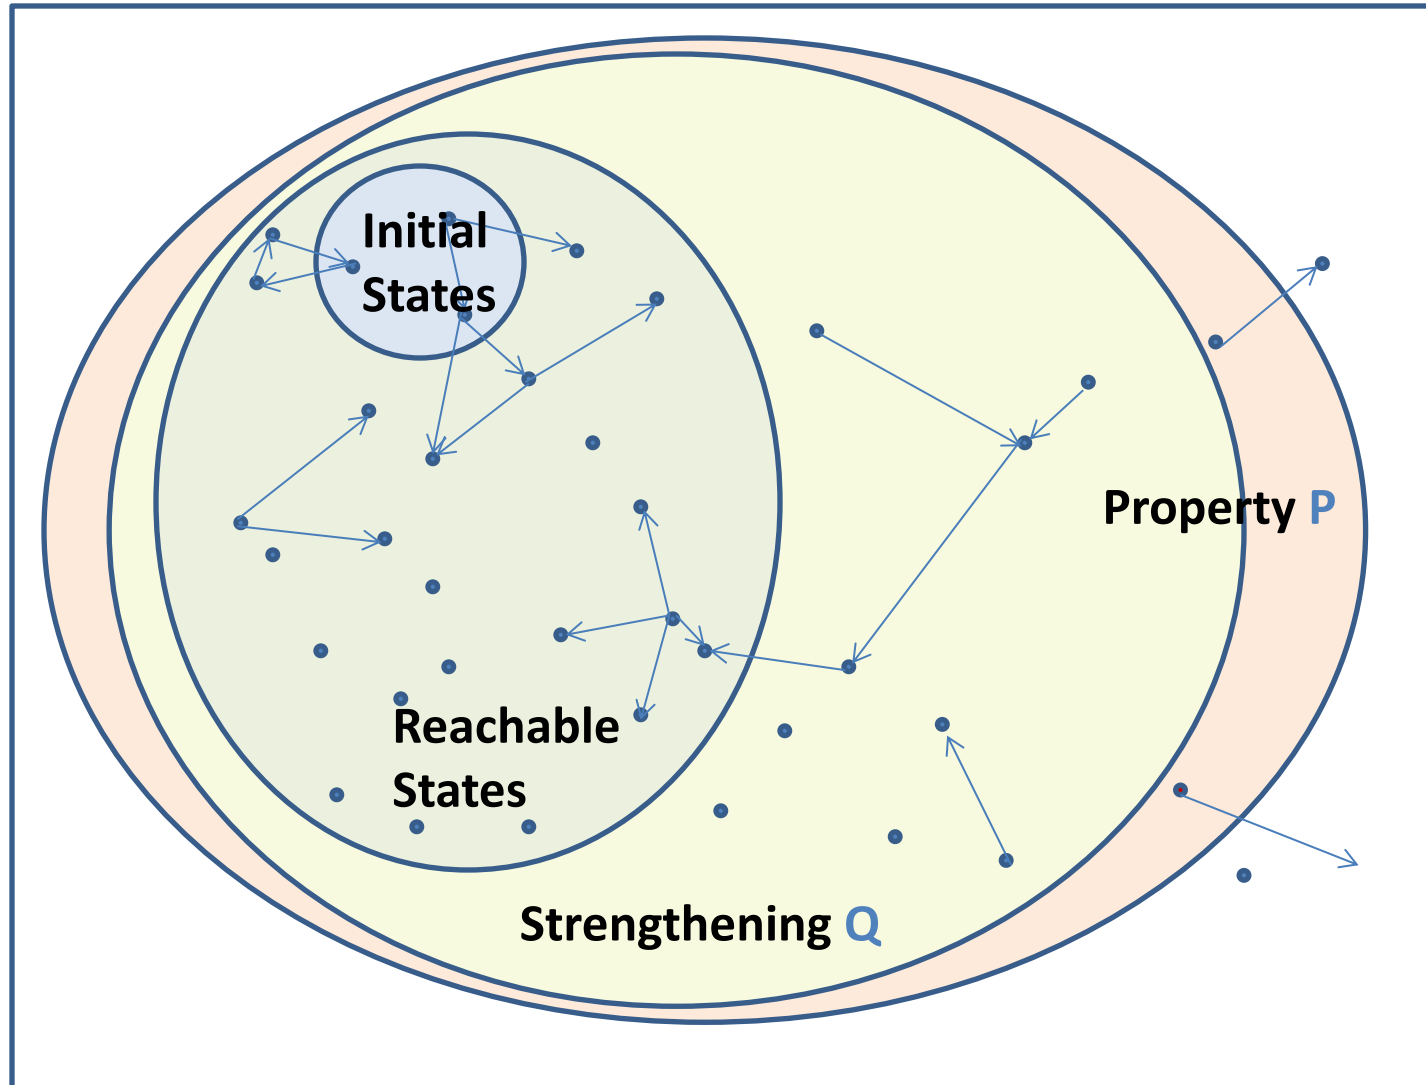 Initial
States
Property P
Reachable
States
Strengthening Q